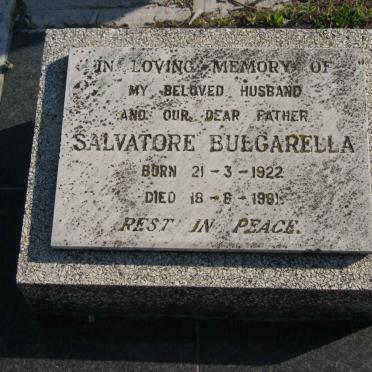 IN LOVING MEMORY OF
MY BELOVED HUSBAND
AND OUR DEAR FATHER
SALVATORE BULGARELLA
BORN 21-3-1922
DIED 18-8-1981.
REST IN PEACE.